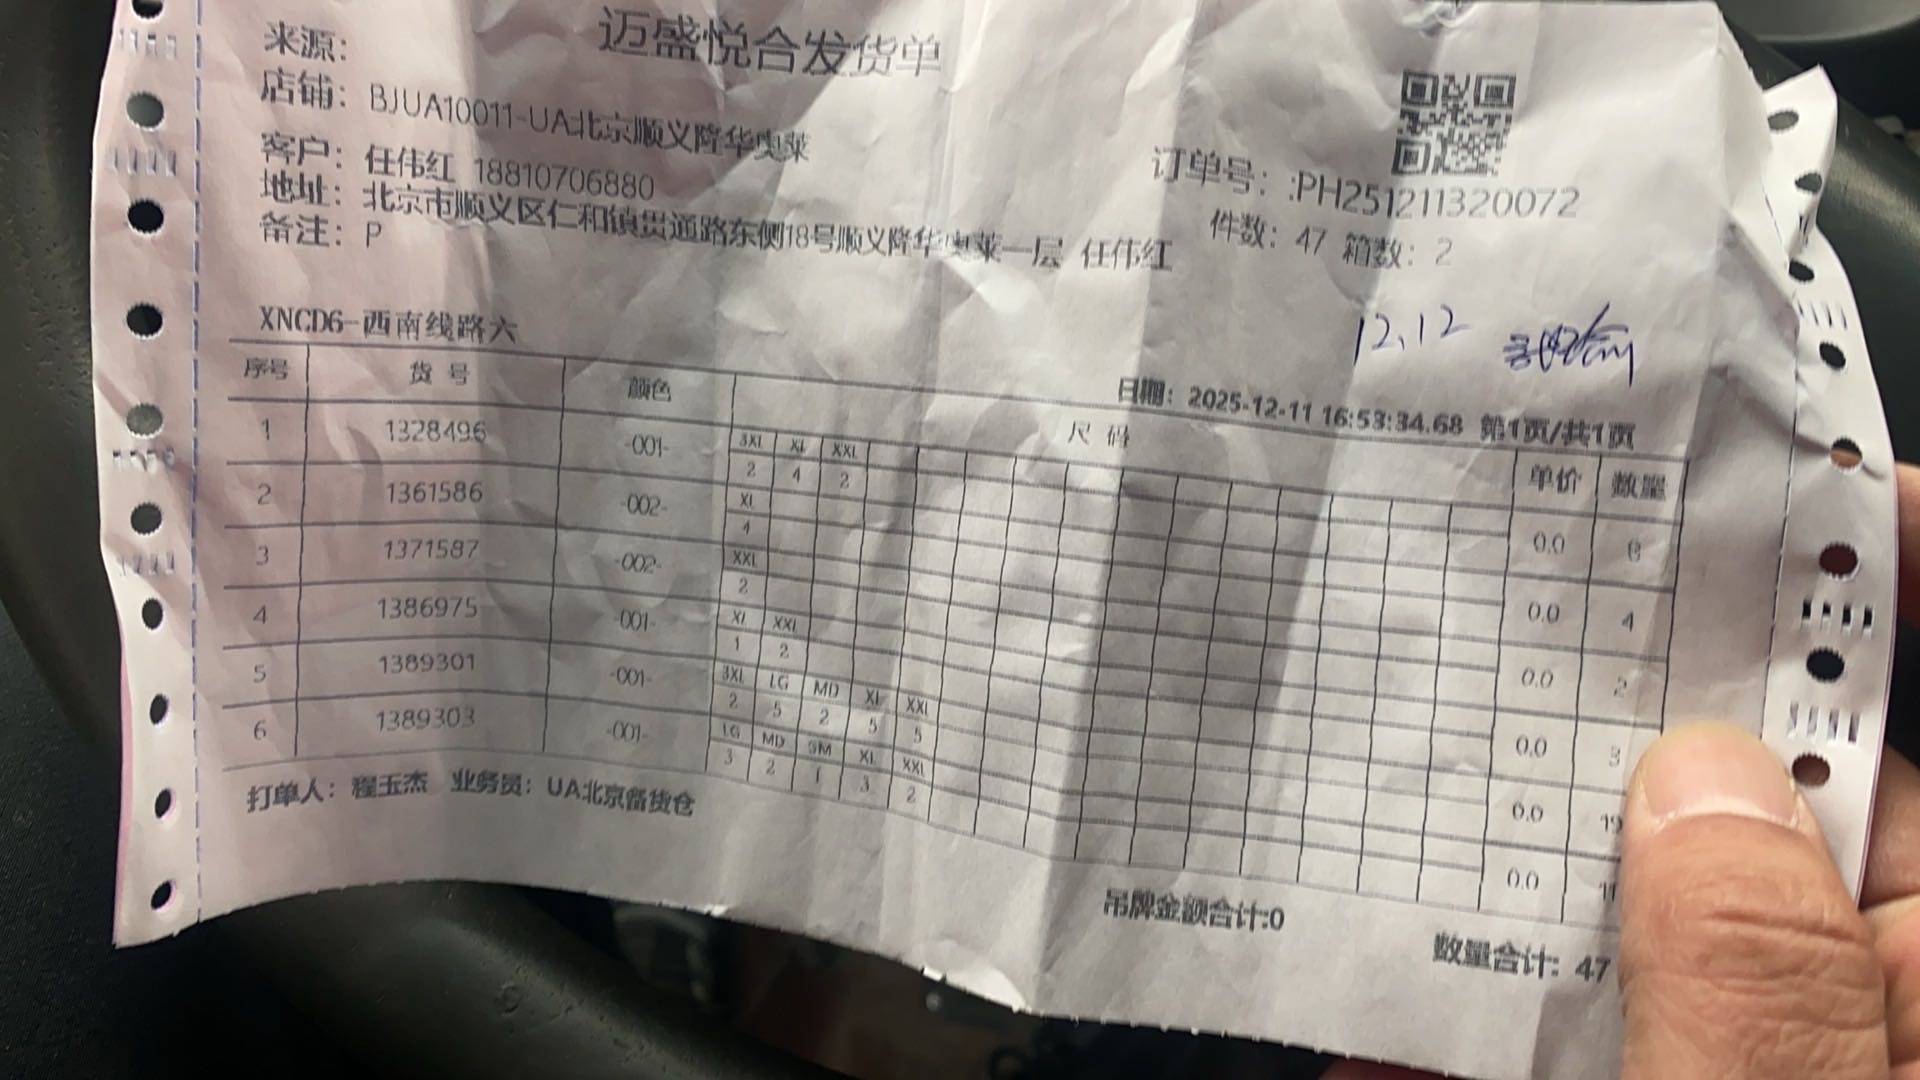 迈盛悦合发货单
来源:
店铺: BJUA10011-UA北京顺义隆华奥莱
客户: 任伟红 18810706880
订单号: :PH251211320072
地址: 北京市顺义区仁和镇贯通路东侧18号顺义隆华奥莱一层 任伟红
件数: 47 箱数: 2
备注: P
12.12
XNCD6-西南线路六
日期: 2025-12-11 16:53:34.68 第1页/共1页
序号 货号 颜色 尺码 单价 数量
3XL XL XXL
1 1328496 -001- 2 4 2 0.0 8
XL
2 1361586 -002- 4 0.0 4
XXL
3 1371587 -002- 2 0.0 2
XL XXL
4 1386975 -001- 1 2 0.0 3
3XL LG MD XL XXL
5 1389301 -001- 2 5 2 5 5 0.0 19
LG MD SM XL XXL
6 1389303 -001- 3 2 1 3 2 0.0 11
打单人: 程玉杰 业务员: UA北京备货仓
吊牌金额合计:0
数量合计: 47